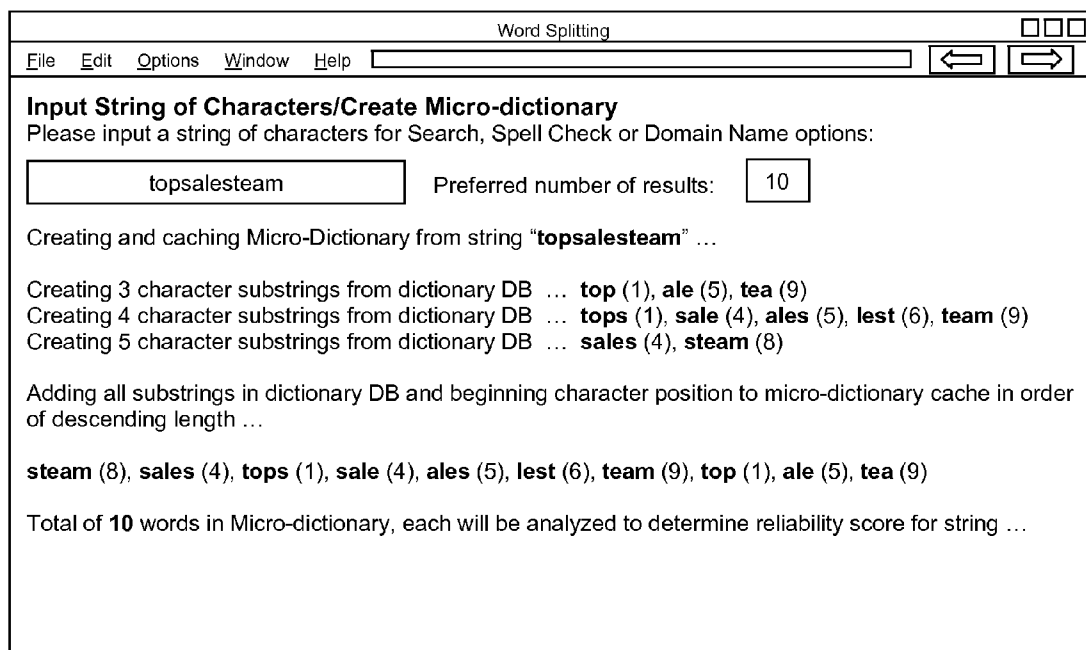 Word Splitting
File Edit Options Window Help
Input String of Characters/Create Micro-dictionary
Please input a string of characters for Search, Spell Check or Domain Name options:
topsalesteam Preferred number of results: 10
Creating and caching Micro-Dictionary from string “topsalesteam” …
Creating 3 character substrings from dictionary DB … top (1), ale (5), tea (9)
Creating 4 character substrings from dictionary DB … tops (1), sale (4), ales (5), lest (6), team (9)
Creating 5 character substrings from dictionary DB … sales (4), steam (8)
Adding all substrings in dictionary DB and beginning character position to micro-dictionary cache in order
of descending length …
steam (8), sales (4), tops (1), sale (4), ales (5), lest (6), team (9), top (1), ale (5), tea (9)
Total of 10 words in Micro-dictionary, each will be analyzed to determine reliability score for string …